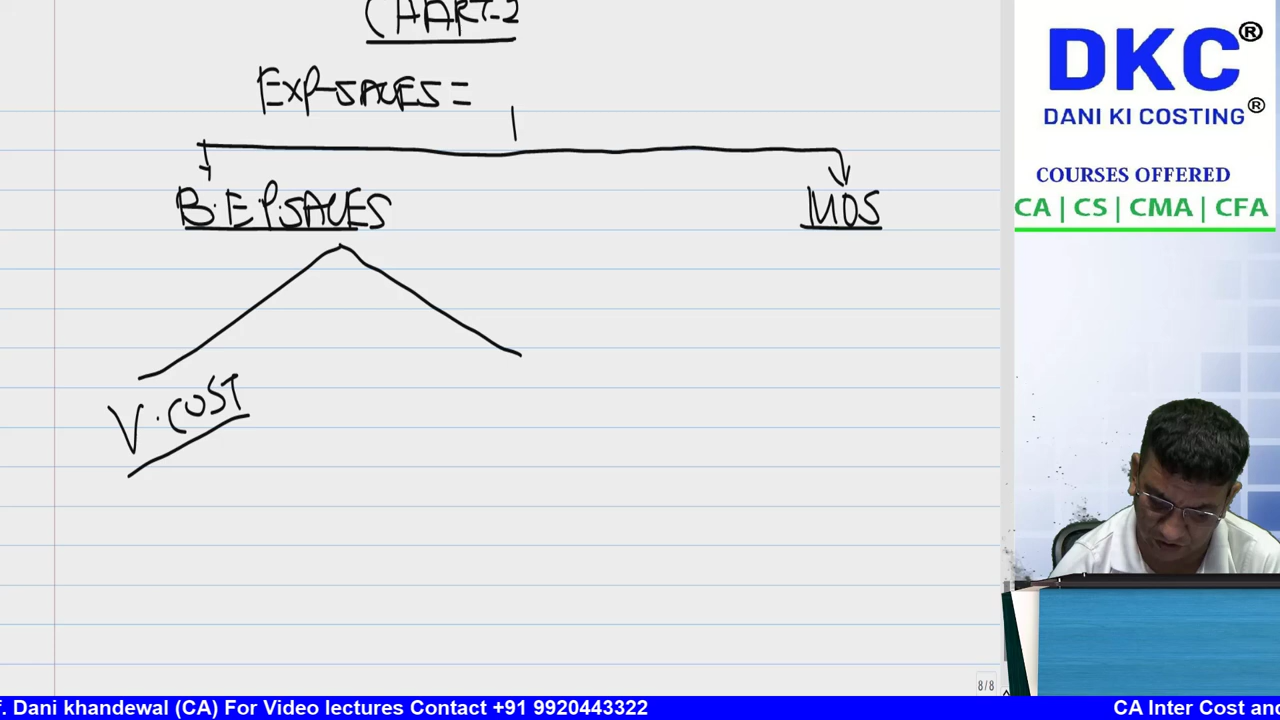 CHART-2
EXP-SALES =
B.E.P.SALES
MOS
V.COST
8/8
DKC®
DANI KI COSTING®
COURSES OFFERED
CA | CS | CMA | CFA
f. Dani khandewal (CA) For Video lectures Contact +91 9920443322
CA Inter Cost and